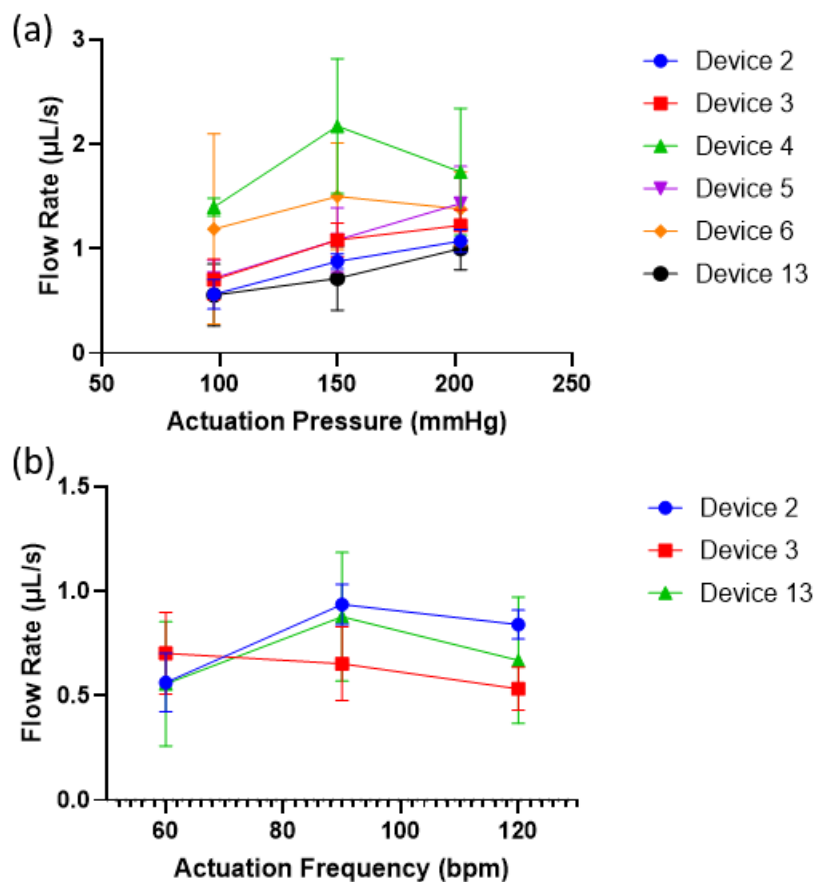 (a)
3
2
1
0
Flow Rate (µL/s)
50 100 150 200 250
Actuation Pressure (mmHg)
Device 2
Device 3
Device 4
Device 5
Device 6
Device 13
(b)
1.5
1.0
0.5
0.0
Flow Rate (µL/s)
60 80 100 120
Actuation Frequency (bpm)
Device 2
Device 3
Device 13